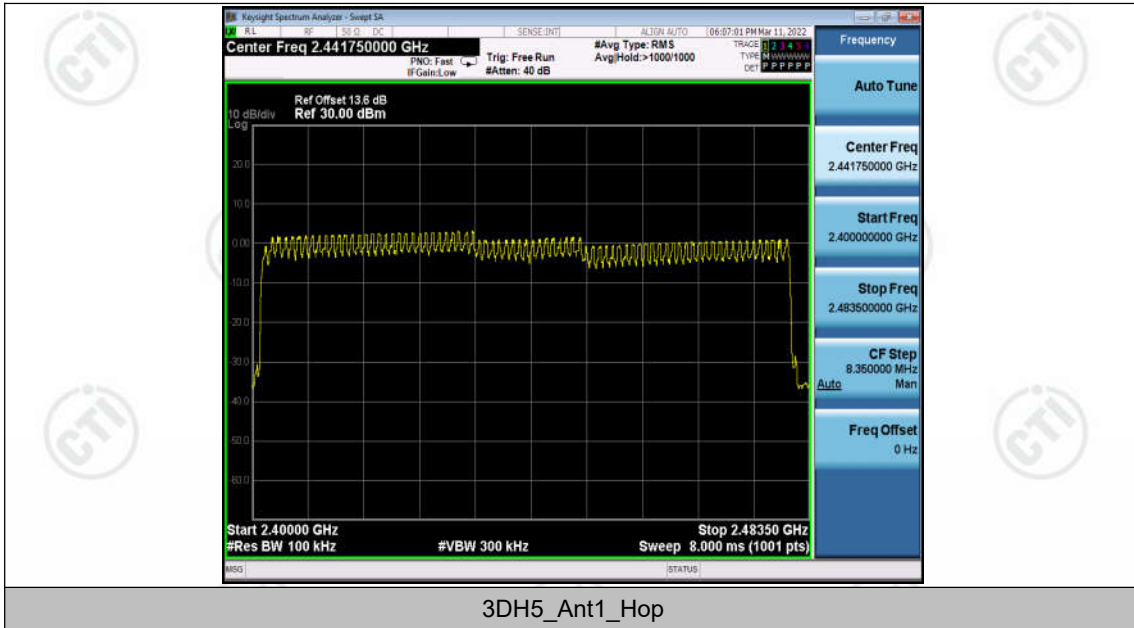 Keysight Spectrum Analyzer - Swept SA
RL RF 50 Ω DC SENSE:INT ALIGN AUTO 06:07:01 PM Mar 11, 2022
Center Freq 2.441750000 GHz
PNO: Fast
IFGain:Low
Trig: Free Run
#Atten: 40 dB
#Avg Type: RMS
Avg|Hold:>1000/1000
TRACE 1 2 3 4 5 6
TYPE M W W W W W
DET P P P P P P
Frequency
Auto Tune
Center Freq
2.441750000 GHz
Start Freq
2.400000000 GHz
Stop Freq
2.483500000 GHz
CF Step
8.350000 MHz
Auto Man
Freq Offset
0 Hz
Ref Offset 13.6 dB
10 dB/div Ref 30.00 dBm
Log
20.0
10.0
0.00
-10.0
-20.0
-30.0
-40.0
-50.0
-60.0
Start 2.40000 GHz Stop 2.48350 GHz
#Res BW 100 kHz #VBW 300 kHz Sweep 8.000 ms (1001 pts)
MSG STATUS
3DH5_Ant1_Hop
CTI
CTI
CTI
CTI